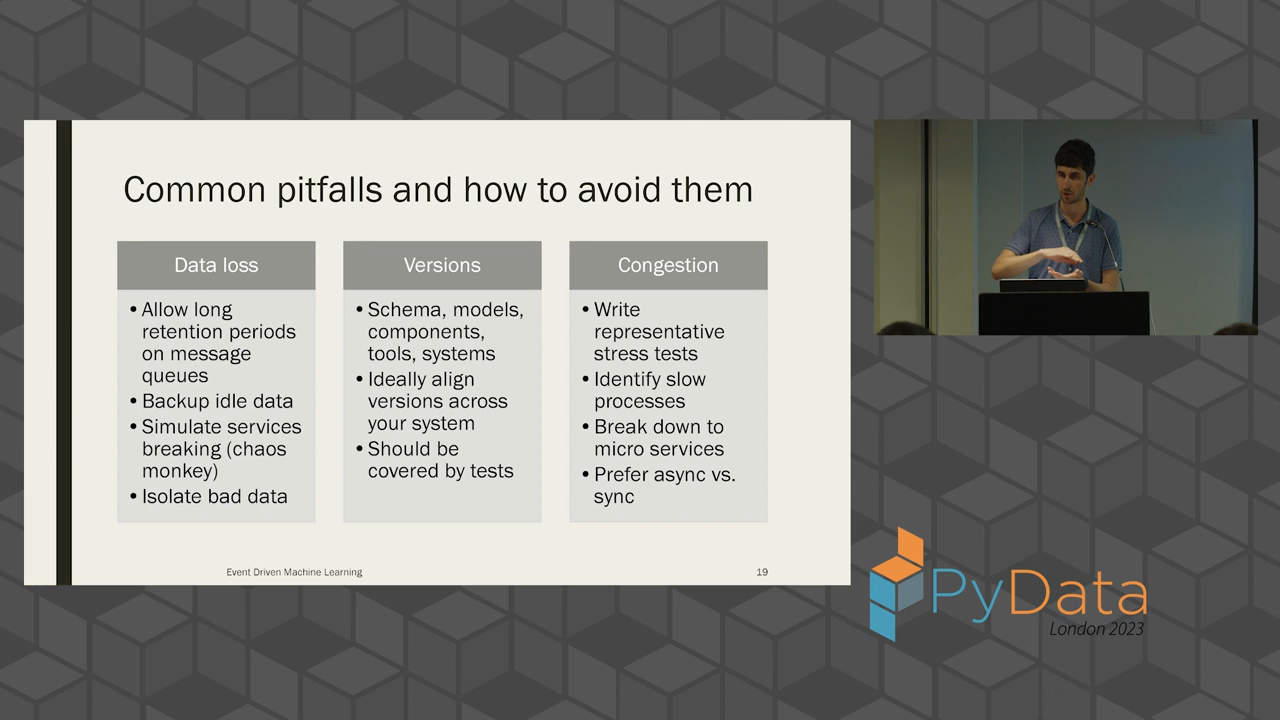 Common pitfalls and how to avoid them
Data loss
• Allow long
retention periods
on message
queues
• Backup idle data
• Simulate services
breaking (chaos
monkey)
• Isolate bad data
Versions
• Schema, models,
components,
tools, systems
• Ideally align
versions across
your system
• Should be
covered by tests
Congestion
• Write
representative
stress tests
• Identify slow
processes
• Break down to
micro services
• Prefer async vs.
sync
Event Driven Machine Learning
19
PyData
London 2023